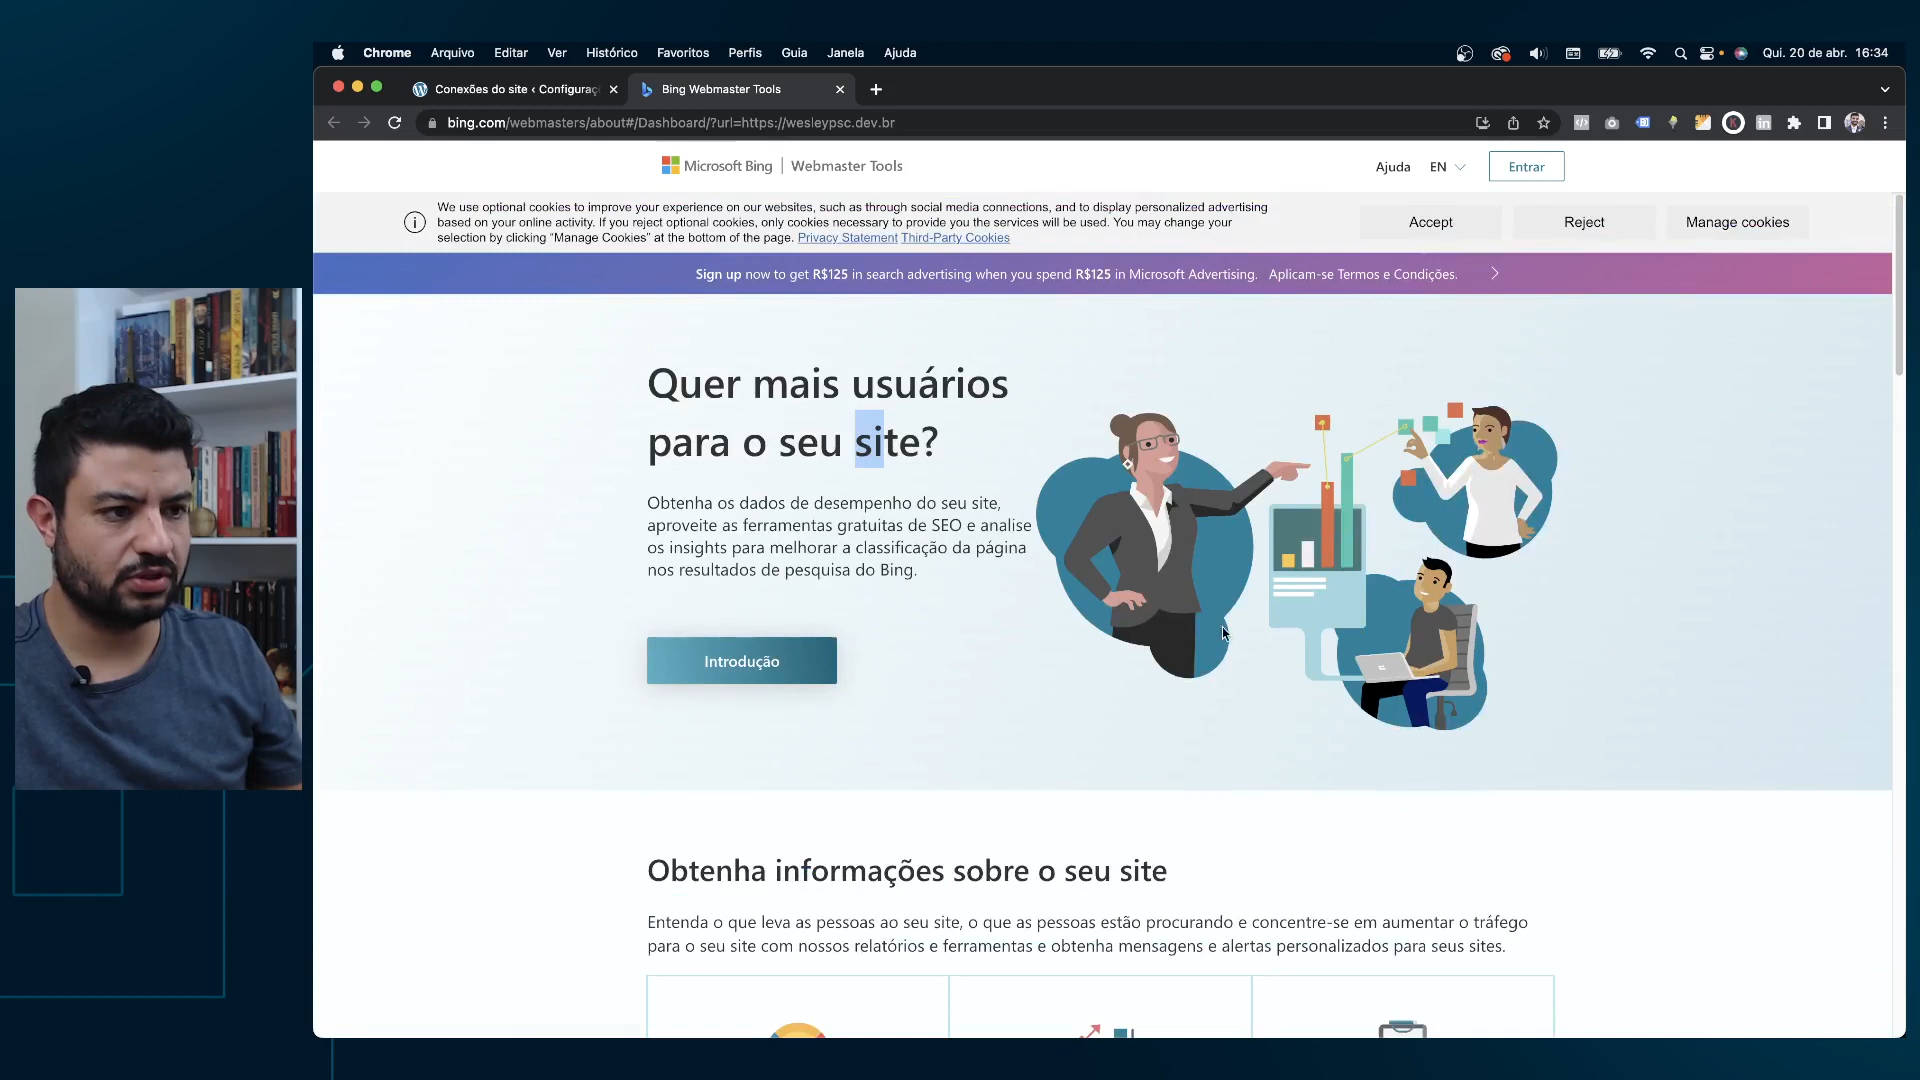 Chrome Arquivo Editar Ver Histórico Favoritos Perfis Guia Janela Ajuda Qui. 20 de abr. 16:34
Conexões do site ‹ Configuraç Bing Webmaster Tools
bing.com/webmasters/about#/Dashboard/?url=https://wesleypsc.dev.br
Microsoft Bing | Webmaster Tools Ajuda EN Entrar
We use optional cookies to improve your experience on our websites, such as through social media connections, and to display personalized advertising
based on your online activity. If you reject optional cookies, only cookies necessary to provide you the services will be used. You may change your
selection by clicking "Manage Cookies" at the bottom of the page. Privacy Statement Third-Party Cookies
Accept Reject Manage cookies
Sign up now to get R$125 in search advertising when you spend R$125 in Microsoft Advertising. Aplicam-se Termos e Condições.
Quer mais usuários
para o seu site?
Obtenha os dados de desempenho do seu site,
aproveite as ferramentas gratuitas de SEO e analise
os insights para melhorar a classificação da página
nos resultados de pesquisa do Bing.
Introdução
Obtenha informações sobre o seu site
Entenda o que leva as pessoas ao seu site, o que as pessoas estão procurando e concentre-se em aumentar o tráfego
para o seu site com nossos relatórios e ferramentas e obtenha mensagens e alertas personalizados para seus sites.